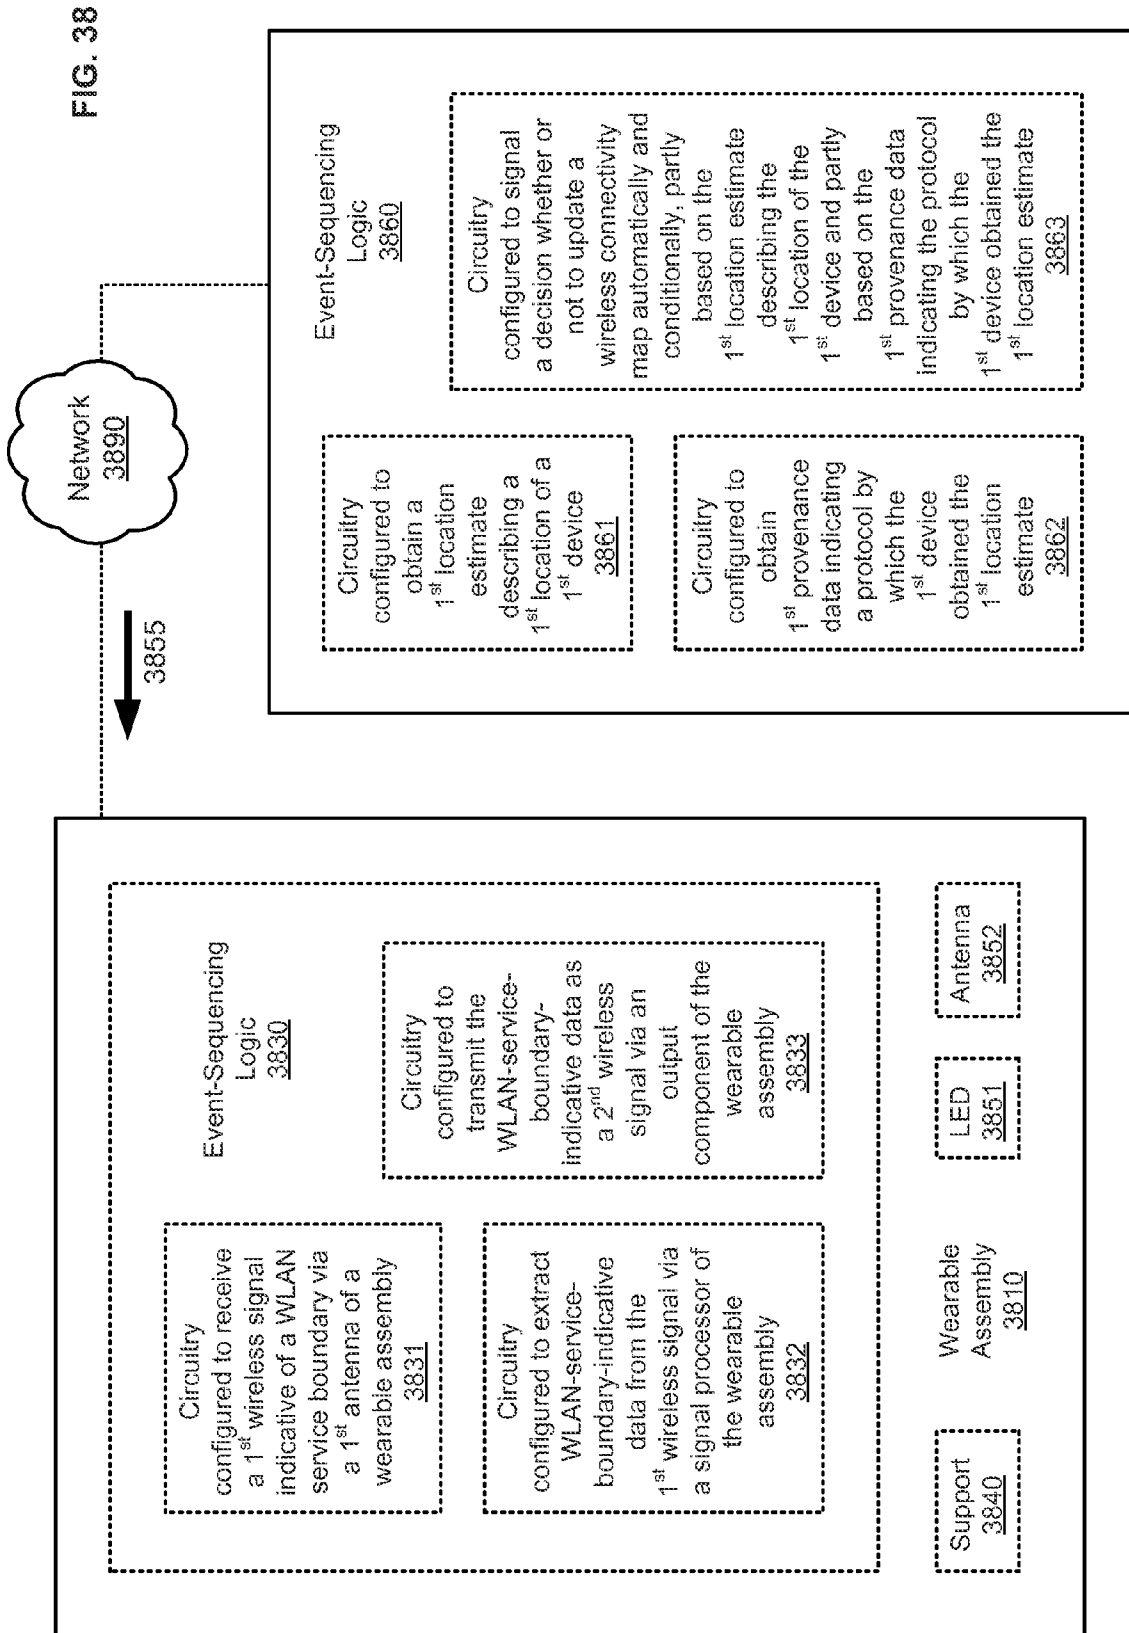 FIG. 38
Network
3890
3855
Event-Sequencing
Logic
3830
Circuitry
configured to receive
a 1st wireless signal
indicative of a WLAN
service boundary via
a 1st antenna of a
wearable assembly
3831
Circuitry
configured to extract
WLAN-service-
boundary-indicative
data from the
1st wireless signal via
a signal processor of
the wearable
assembly
3832
Circuitry
configured to
transmit the
WLAN-service-
boundary-
indicative data as
a 2nd wireless
signal via an
output
component of the
wearable
assembly
3833
Support
3840
Wearable
Assembly
3810
LED
3851
Antenna
3852
Event-Sequencing
Logic
3860
Circuitry
configured to
obtain a
1st location
estimate
describing a
1st location of a
1st device
3861
Circuitry
configured to
obtain
1st provenance
data indicating
a protocol by
which the
1st device
obtained the
1st location
estimate
3862
Circuitry
configured to signal
a decision whether or
not to update a
wireless connectivity
map automatically and
conditionally, partly
based on the
1st location estimate
describing the
1st location of the
1st device and partly
based on the
1st provenance data
indicating the protocol
by which the
1st device obtained the
1st location estimate
3863